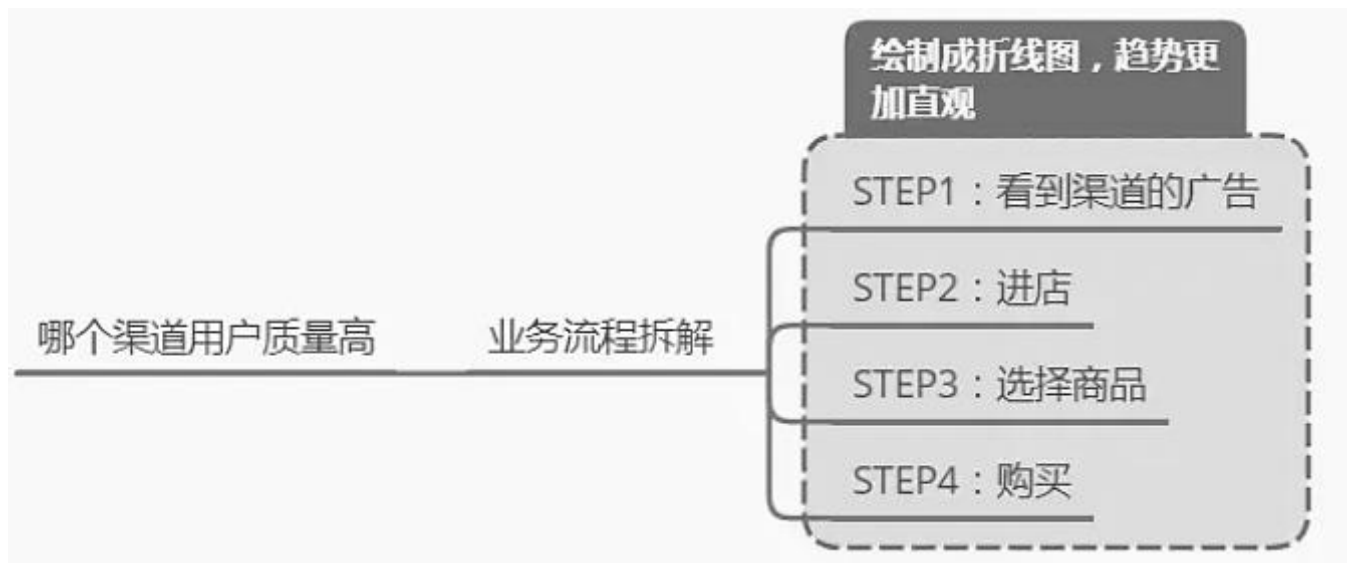 绘制成折线图，趋势更
加直观
STEP1：看到渠道的广告
STEP2：进店
哪个渠道用户质量高
业务流程拆解
STEP3：选择商品
STEP4：购买